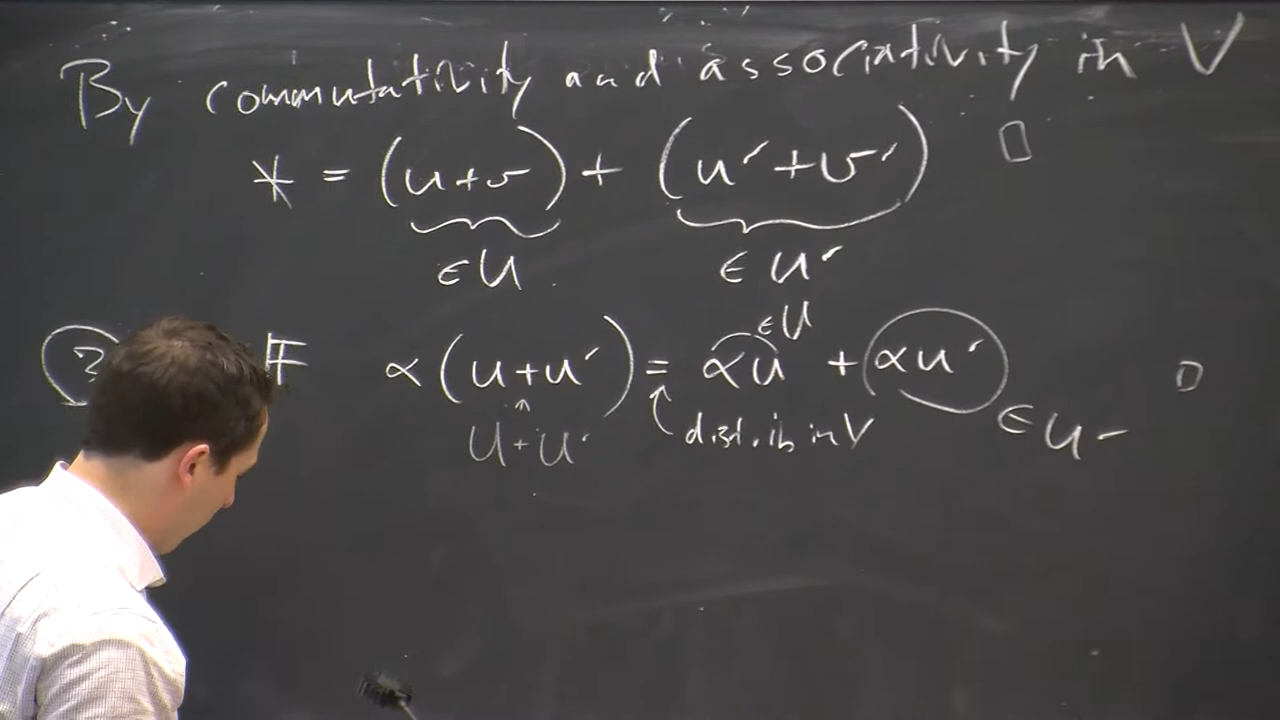 By commutativity and associativity in V
* = (u+v) + (u′+v′) □
∈U ∈U′
∈U
? 𝔽 α(u+u′) = αu + αu′ □
U+U′ distrib in V ∈U′